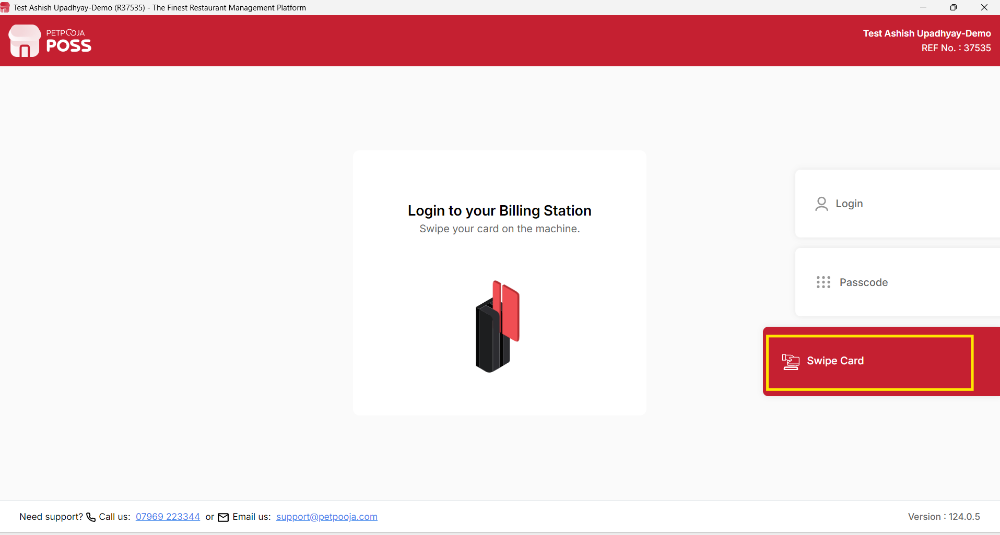 Test Ashish Upadhyay-Demo (R37535) - The Finest Restaurant Management Platform
PETPOOJA
POSS
Test Ashish Upadhyay-Demo
REF No. : 37535
Login to your Billing Station
Swipe your card on the machine.
Login
Passcode
Swipe Card
Need support? Call us: 07969 223344 or Email us: support@petpooja.com
Version : 124.0.5